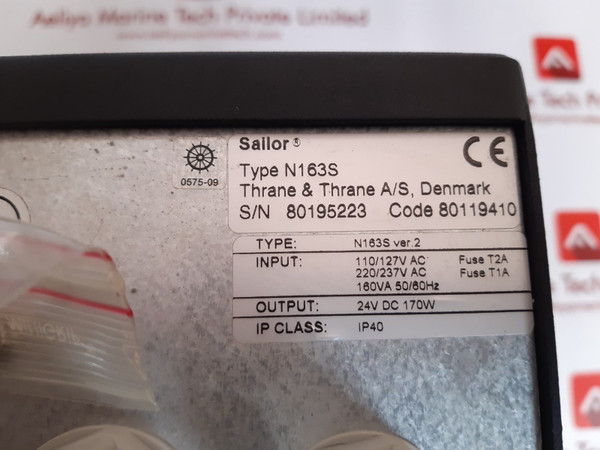 Aeliya Marine Tech Private Limited
Sailor ®
CE
0575-09
Type N163S
Thrane & Thrane A/S, Denmark
S/N 80195223 Code 80119410
TYPE: N163S ver.2
INPUT: 110/127V AC Fuse T2A
220/237V AC Fuse T1A
160VA 50/60Hz
OUTPUT: 24V DC 170W
IP CLASS: IP40